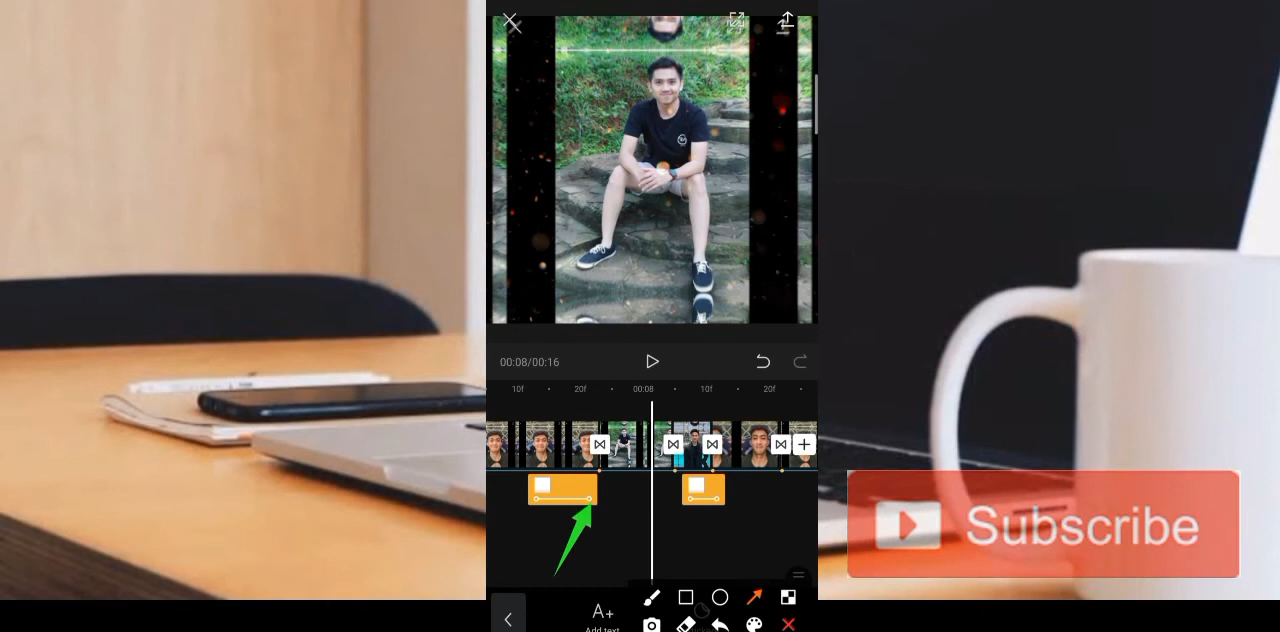 00:08/00:16
10f 20f 00:08 10f 20f
Subscribe
A+
Add text